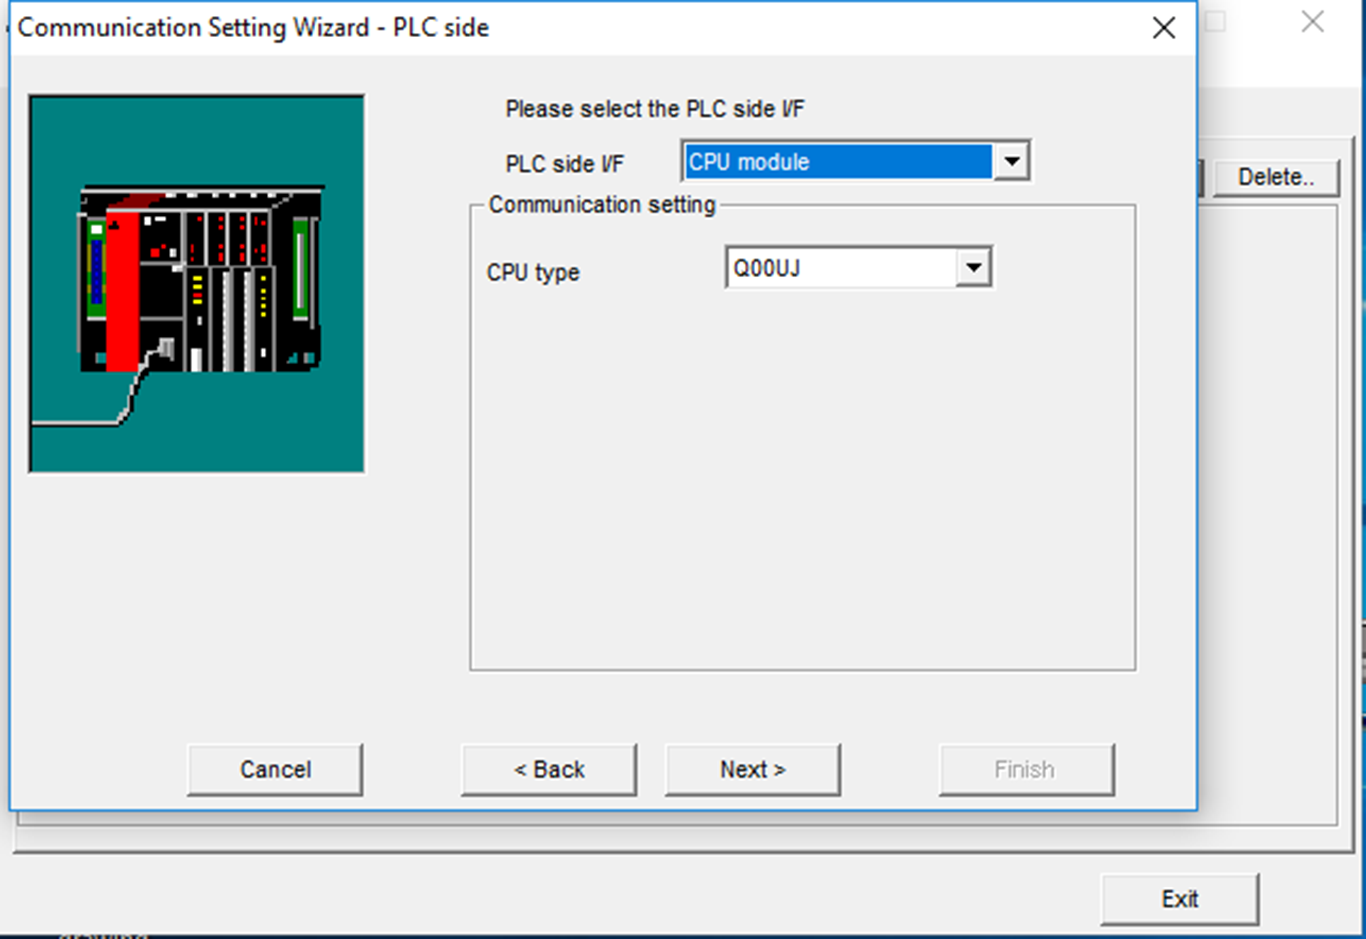 Communication Setting Wizard - PLC side
Please select the PLC side I/F
PLC side I/F
CPU module
Delete..
Communication setting
CPU type
Q00UJ
Cancel
< Back
Next >
Finish
Exit